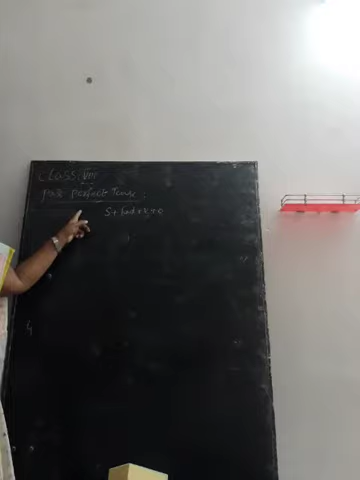 class VIII
past perfect Tense :
S + had + V3 + o